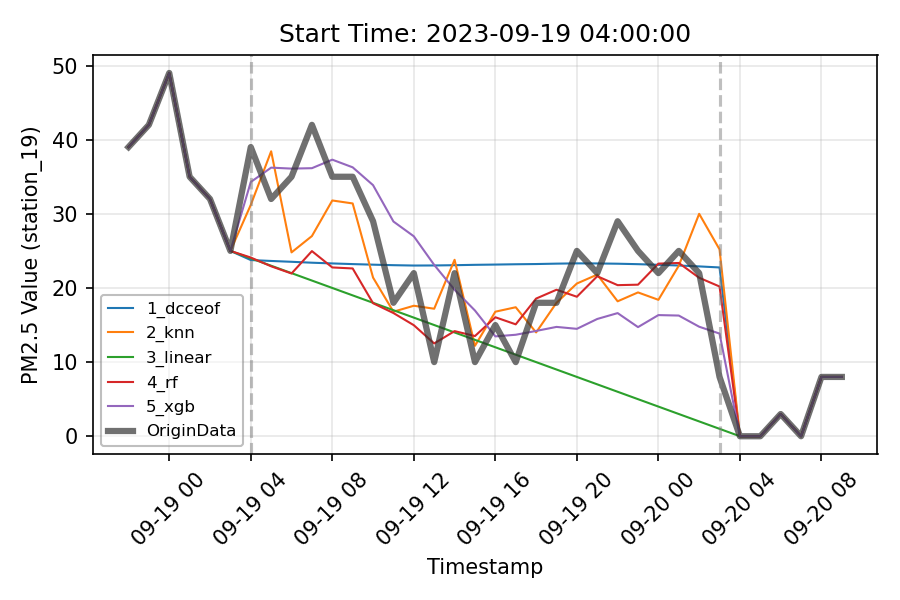 Start Time: 2023-09-19 04:00:00
PM2.5 Value (station_19)
50
40
30
20
10
0
1_dcceof
2_knn
3_linear
4_rf
5_xgb
OriginData
09-19 00
09-19 04
09-19 08
09-19 12
09-19 16
09-19 20
09-20 00
09-20 04
09-20 08
Timestamp